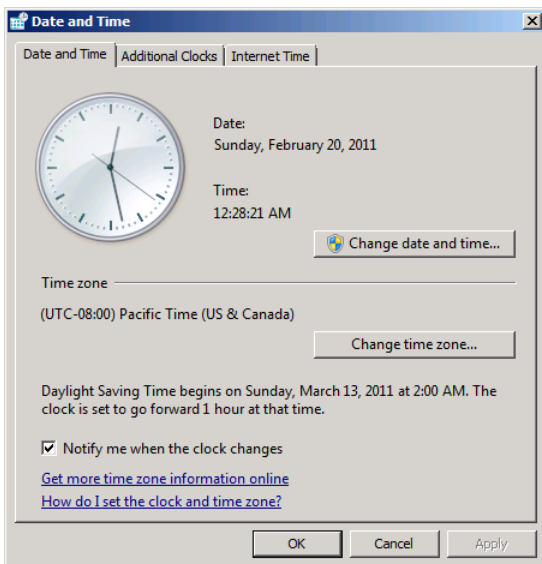 Date and Time
Date and Time
Additional Clocks
Internet Time
Date:
Sunday, February 20, 2011
Time:
12:28:21 AM
Change date and time...
Time zone
(UTC-08:00) Pacific Time (US & Canada)
Change time zone...
Daylight Saving Time begins on Sunday, March 13, 2011 at 2:00 AM. The
clock is set to go forward 1 hour at that time.
Notify me when the clock changes
Get more time zone information online
How do I set the clock and time zone?
OK
Cancel
Apply